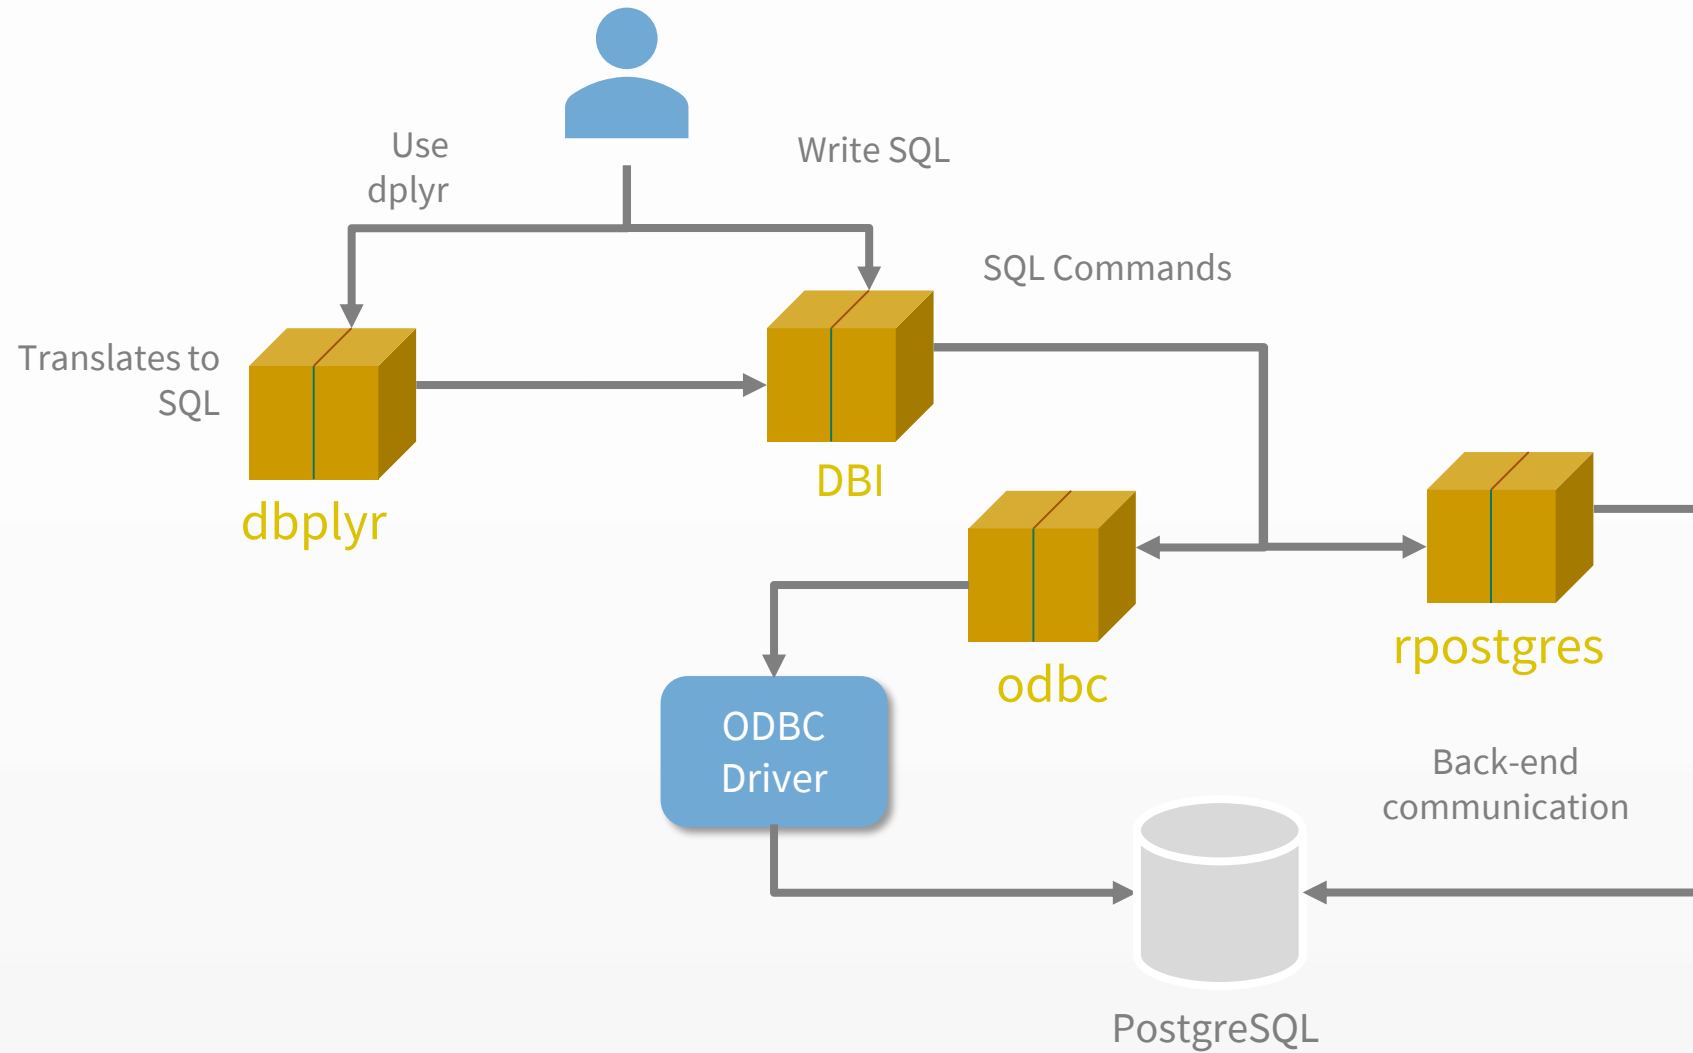 Use
dplyr
Write SQL
SQL Commands
Translates to
SQL
DBI
dbplyr
odbc
rpostgres
ODBC
Driver
Back-end
communication
PostgreSQL